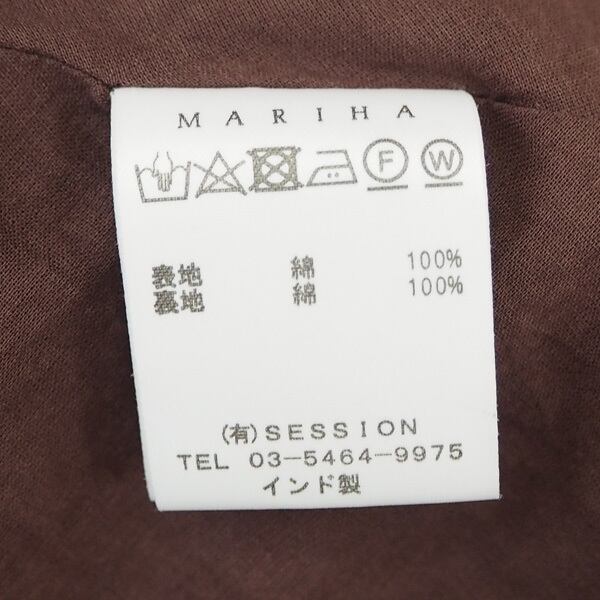 MARIHA
F W
表地 綿 100%
裏地 綿 100%
(有)SESSION
TEL 03-5464-9975
インド製